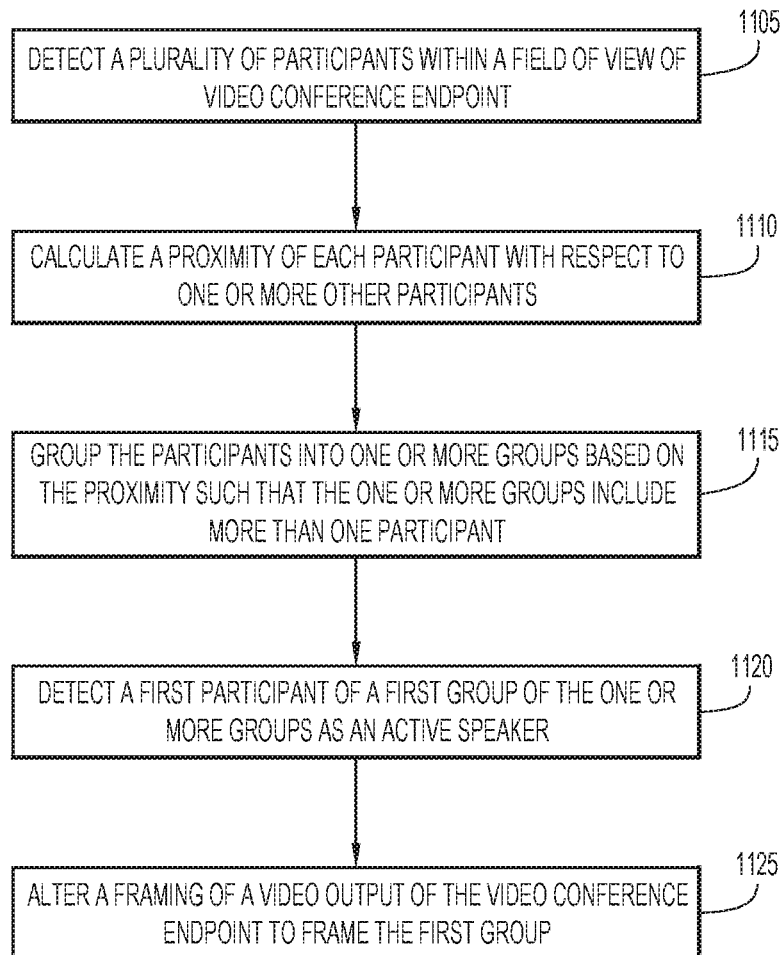 1105
DETECT A PLURALITY OF PARTICIPANTS WITHIN A FIELD OF VIEW OF
VIDEO CONFERENCE ENDPOINT
1110
CALCULATE A PROXIMITY OF EACH PARTICIPANT WITH RESPECT TO
ONE OR MORE OTHER PARTICIPANTS
1115
GROUP THE PARTICIPANTS INTO ONE OR MORE GROUPS BASED ON
THE PROXIMITY SUCH THAT THE ONE OR MORE GROUPS INCLUDE
MORE THAN ONE PARTICIPANT
1120
DETECT A FIRST PARTICIPANT OF A FIRST GROUP OF THE ONE OR
MORE GROUPS AS AN ACTIVE SPEAKER
1125
ALTER A FRAMING OF A VIDEO OUTPUT OF THE VIDEO CONFERENCE
ENDPOINT TO FRAME THE FIRST GROUP